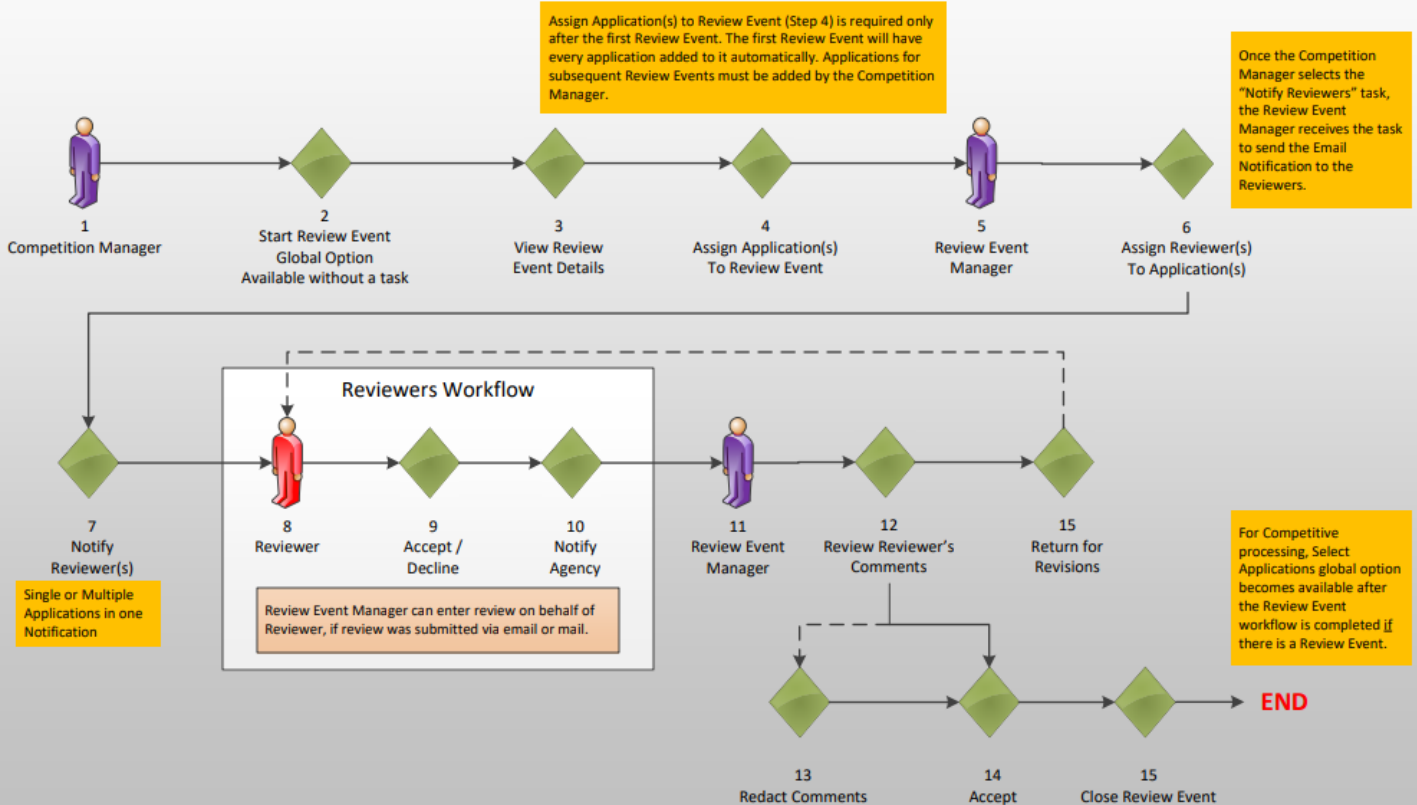 Assign Application(s) to Review Event (Step 4) is required only
after the first Review Event. The first Review Event will have
every application added to it automatically. Applications for
subsequent Review Events must be added by the Competition
Manager.
Once the Competition
Manager selects the
“Notify Reviewers” task,
the Review Event
Manager receives the task
to send the Email
Notification to the
Reviewers.
1
Competition Manager
2
Start Review Event
Global Option
Available without a task
3
View Review
Event Details
4
Assign Application(s)
To Review Event
5
Review Event
Manager
6
Assign Reviewer(s)
To Application(s)
Reviewers Workflow
7
Notify
Reviewer(s)
Single or Multiple
Applications in one
Notification
8
Reviewer
9
Accept /
Decline
10
Notify
Agency
Review Event Manager can enter review on behalf of
Reviewer, if review was submitted via email or mail.
11
Review Event
Manager
12
Review Reviewer’s
Comments
15
Return for
Revisions
For Competitive
processing, Select
Applications global option
becomes available after
the Review Event
workflow is completed if
there is a Review Event.
END
13
Redact Comments
14
Accept
15
Close Review Event